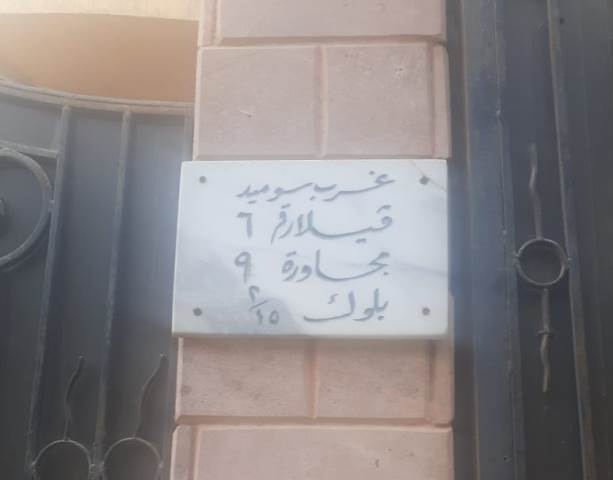 غرب سوميد
ڤيلا رقم ٦
مجاورة ٩
بلوك ٢/١٥